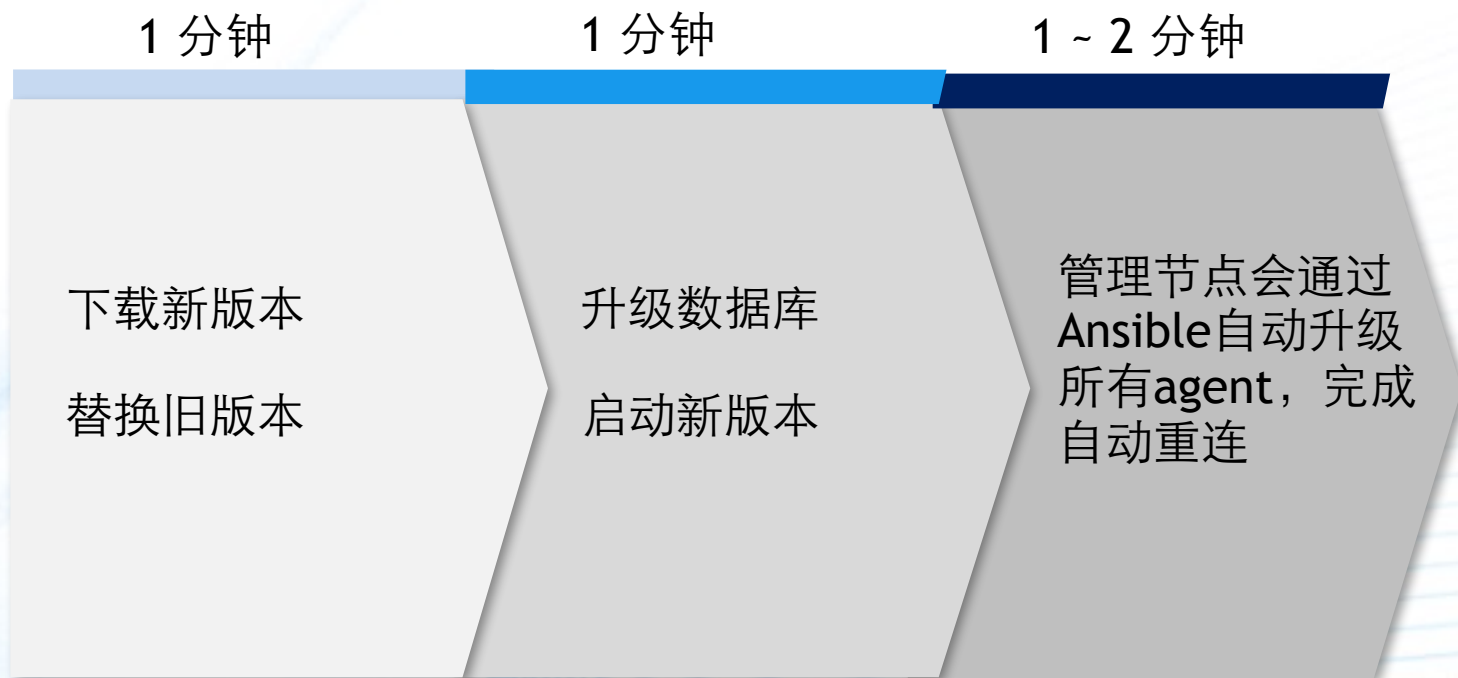 1 分钟
1 分钟
1 ~ 2 分钟
下载新版本
替换旧版本
升级数据库
启动新版本
管理节点会通过
Ansible自动升级
所有agent，完成
自动重连